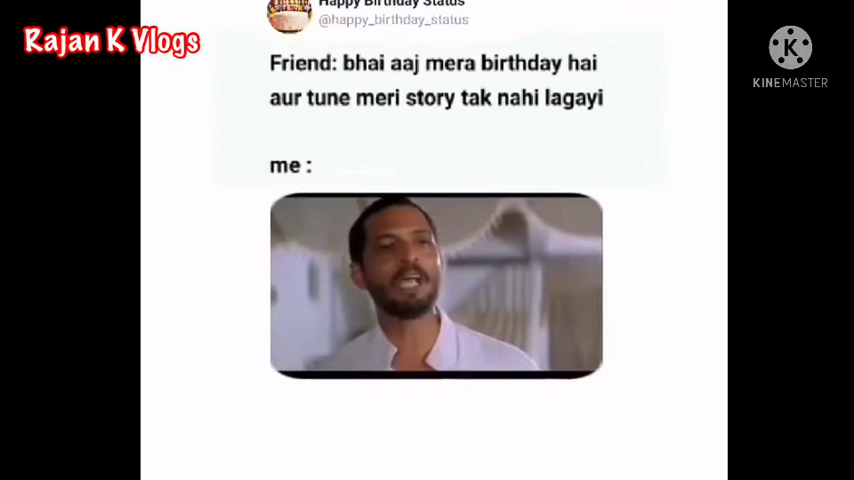 Happy Birthday Status
@happy_birthday_status
Rajan K Vlogs
KINEMASTER
Friend: bhai aaj mera birthday hai
aur tune meri story tak nahi lagayi
me :